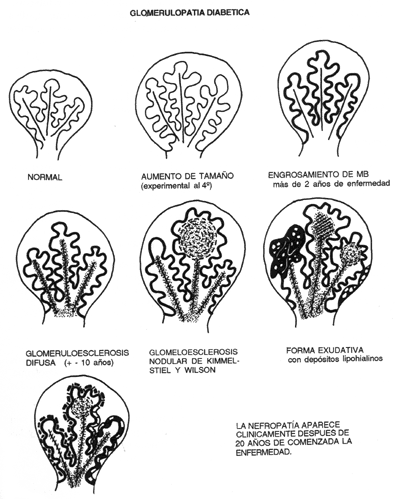 GLOMERULOPATIA DIABETICA
NORMAL
AUMENTO DE TAMAÑO
(experimental al 4º)
ENGROSAMIENTO DE MB
màs de 2 años de enfermedad
GLOMERULOESCLEROSIS
DIFUSA (+ - 10 años)
GLOMELOESCLEROSIS
NODULAR DE KIMMEL-
STIEL Y WILSON
FORMA EXUDATIVA
con depósitos lipohialinos
LA NEFROPATÍA APARECE
CLINICAMENTE DESPUES DE
20 AÑOS DE COMENZADA LA
ENFERMEDAD.